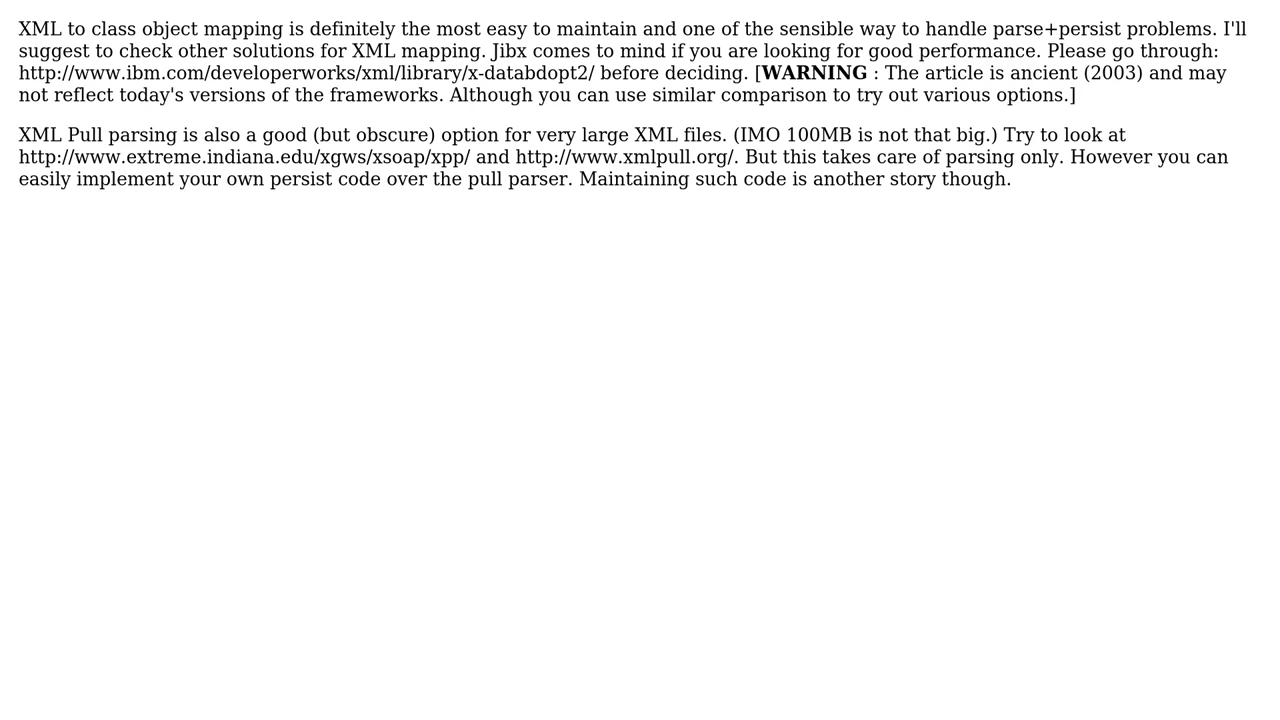 XML to class object mapping is definitely the most easy to maintain and one of the sensible way to handle parse+persist problems. I'll
suggest to check other solutions for XML mapping. Jibx comes to mind if you are looking for good performance. Please go through:
http://www.ibm.com/developerworks/xml/library/x-databdopt2/ before deciding. [WARNING : The article is ancient (2003) and may
not reflect today's versions of the frameworks. Although you can use similar comparison to try out various options.]
XML Pull parsing is also a good (but obscure) option for very large XML files. (IMO 100MB is not that big.) Try to look at
http://www.extreme.indiana.edu/xgws/xsoap/xpp/ and http://www.xmlpull.org/. But this takes care of parsing only. However you can
easily implement your own persist code over the pull parser. Maintaining such code is another story though.